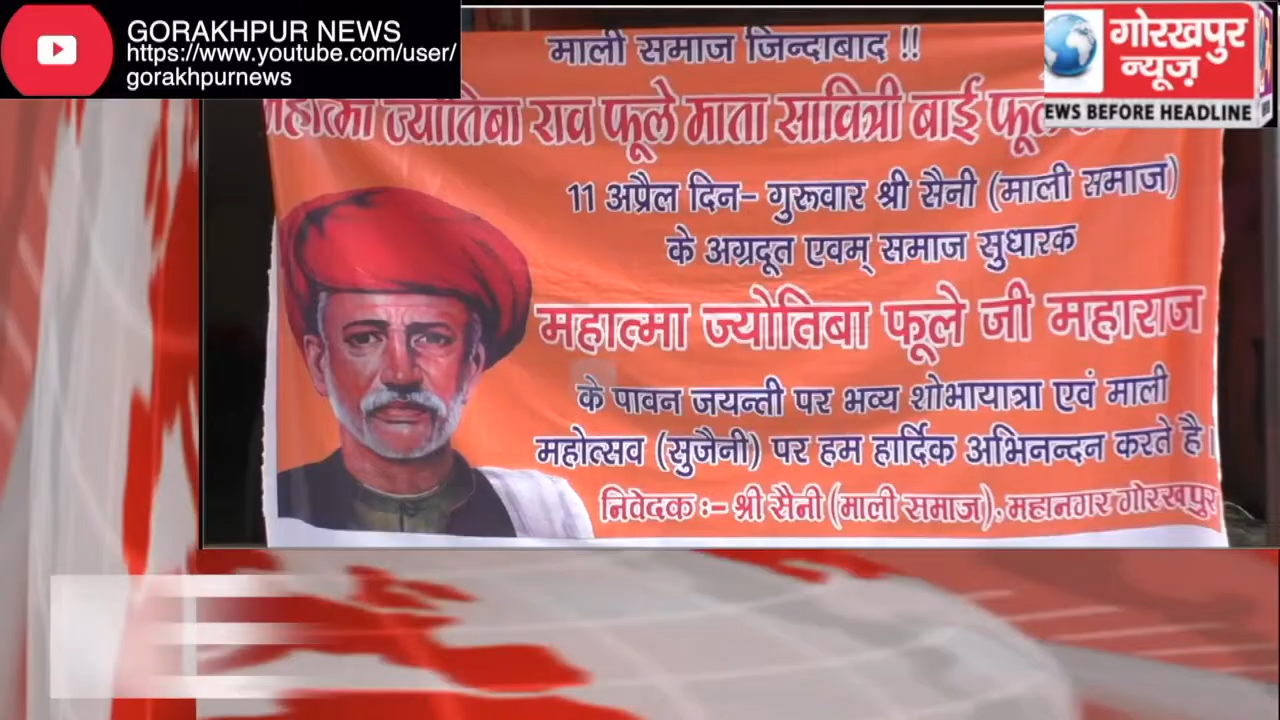 GORAKHPUR NEWS
https://www.youtube.com/user/
gorakhpurnews
गोरखपुर
न्यूज़
EWS BEFORE HEADLINE
माली समाज जिन्दाबाद !!
ज्योतिबा राव फूले माता सावित्री बाई
11 अप्रैल दिन- गुरूवार श्री सैनी (माली समाज)
के अग्रदूत एवम् समाज सुधारक
महात्मा ज्योतिबा फूले जी महाराज
के पावन जयन्ती पर भव्य शोभायात्रा एवं माली
महोत्सव (सुजैनी) पर हम हार्दिक अभिनन्दन करते है।
निवेदक :- श्री सैनी (माली समाज), महानगर गोरखपुर